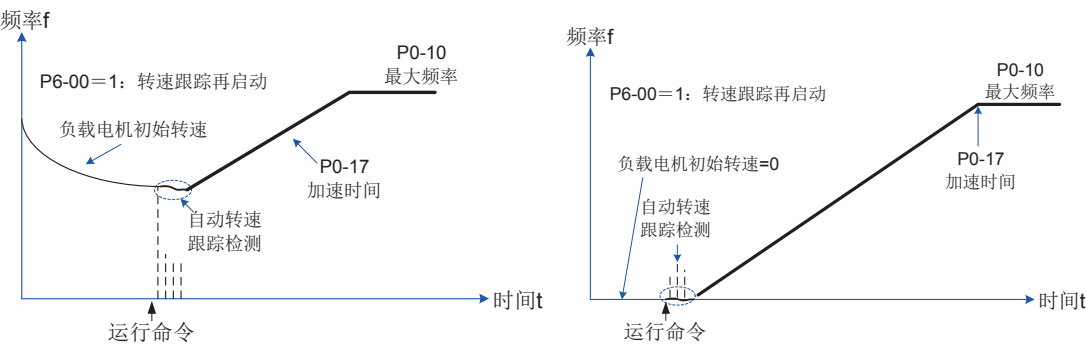 频率f
P0-10
最大频率
P6-00＝1：转速跟踪再启动
负载电机初始转速
P0-17
加速时间
自动转速
跟踪检测
时间t
运行命令
频率f
P0-10
最大频率
P6-00＝1：转速跟踪再启动
P0-17
加速时间
负载电机初始转速=0
自动转速
跟踪检测
时间t
运行命令